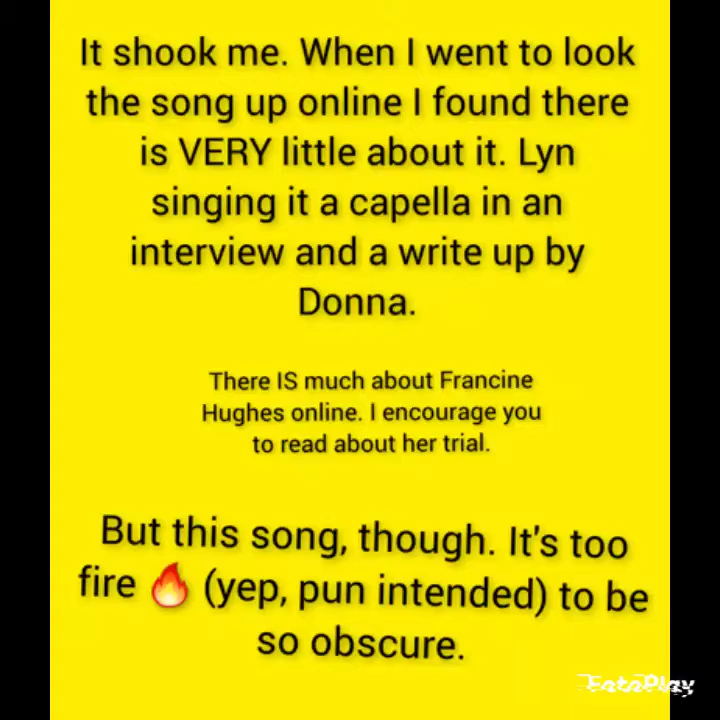 It shook me. When I went to look
the song up online I found there
is VERY little about it. Lyn
singing it a capella in an
interview and a write up by
Donna.
There IS much about Francine
Hughes online. I encourage you
to read about her trial.
But this song, though. It's too
fire 🔥 (yep, pun intended) to be
so obscure.